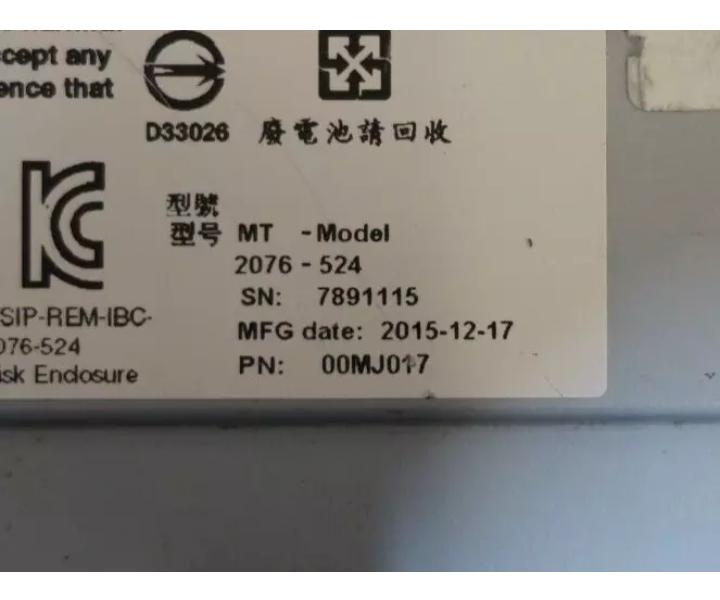 ccept any
ence that
D33026 廢電池請回收
型號
型号 MT - Model
2076 - 524
SN: 7891115
SIP-REM-IBC-
076-524
MFG date: 2015-12-17
isk Enclosure
PN: 00MJ017